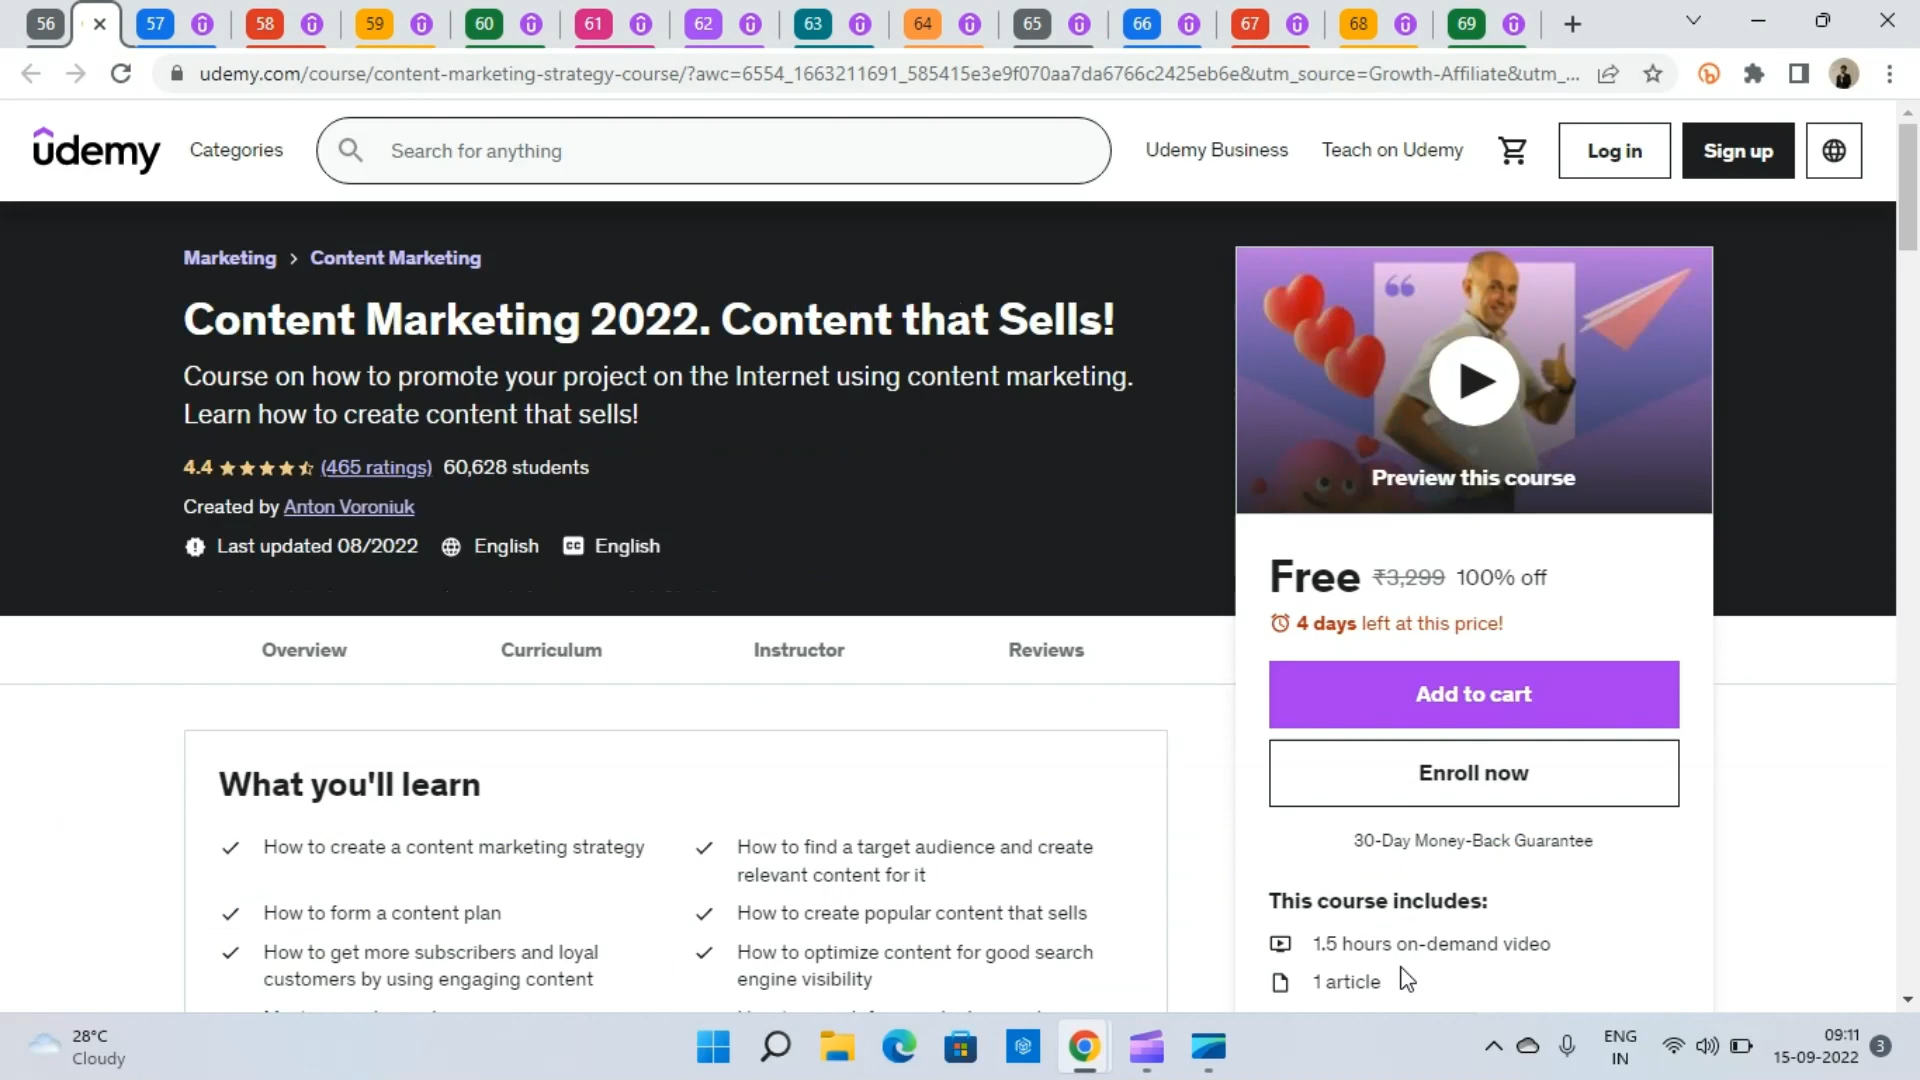 56 57 58 59 60 61 62 63 64 65 66 67 68 69
udemy.com/course/content-marketing-strategy-course/?awc=6554_1663211691_585415e3e9f070aa7da6766c2425eb6e&utm_source=Growth-Affiliate&utm_...
ûdemy Categories Search for anything Udemy Business Teach on Udemy Log in Sign up
Marketing > Content Marketing
Content Marketing 2022. Content that Sells!
Course on how to promote your project on the Internet using content marketing.
Learn how to create content that sells!
4.4 (465 ratings) 60,628 students
Created by Anton Voroniuk
Last updated 08/2022 English CC English
Preview this course
Free ₹3,299 100% off
4 days left at this price!
Add to cart
Enroll now
30-Day Money-Back Guarantee
This course includes:
1.5 hours on-demand video
1 article
Overview Curriculum Instructor Reviews
What you'll learn
How to create a content marketing strategy
How to find a target audience and create
relevant content for it
How to form a content plan
How to create popular content that sells
How to get more subscribers and loyal
customers by using engaging content
How to optimize content for good search
engine visibility
28°C
Cloudy
ENG
IN
09:11
15-09-2022
3